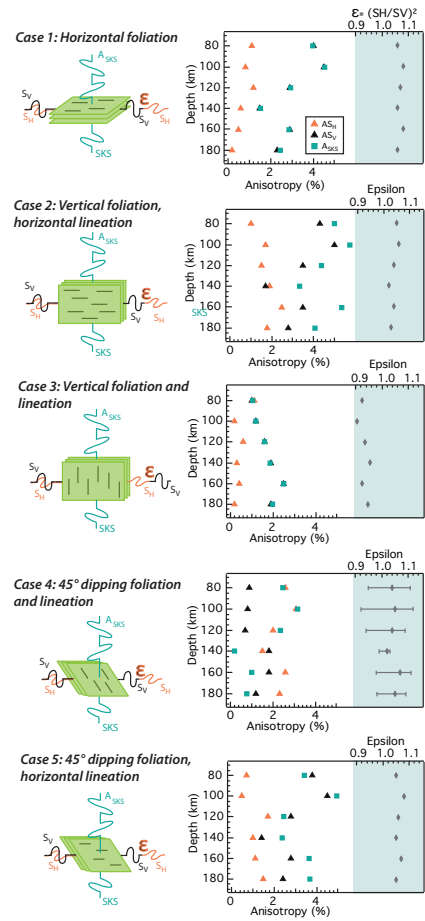 Case 1: Horizontal foliation
A SKS
SV
SH
ε
SH
SV
SKS
ε= (SH/SV)²
0.9 1.0 1.1
80
100
120
140
160
180
Depth (km)
ASH
ASV
ASKS
0 2 4
Anisotropy (%)
Case 2: Vertical foliation,
horizontal lineation
A SKS
SV
SH
ε
SV
SH
SKS
Epsilon
0.9 1.0 1.1
80
100
120
140
160
180
Depth (km)
SKS
0 2 4
Anisotropy (%)
Case 3: Vertical foliation and
lineation
A SKS
SV
SH
ε
SH
SV
SKS
Epsilon
0.9 1.0 1.1
80
100
120
140
160
180
Depth (km)
0 2 4
Anisotropy (%)
Case 4: 45° dipping foliation
and lineation
A SKS
SV
SH
ε
SV
SH
SKS
Epsilon
0.9 1.0 1.1
80
100
120
140
160
180
Depth (km)
0 2 4
Anisotropy (%)
Case 5: 45° dipping foliation,
horizontal lineation
A SKS
SV
SH
ε
SV
SH
SKS
Epsilon
0.9 1.0 1.1
80
100
120
140
160
180
Depth (km)
0 2 4
Anisotropy (%)